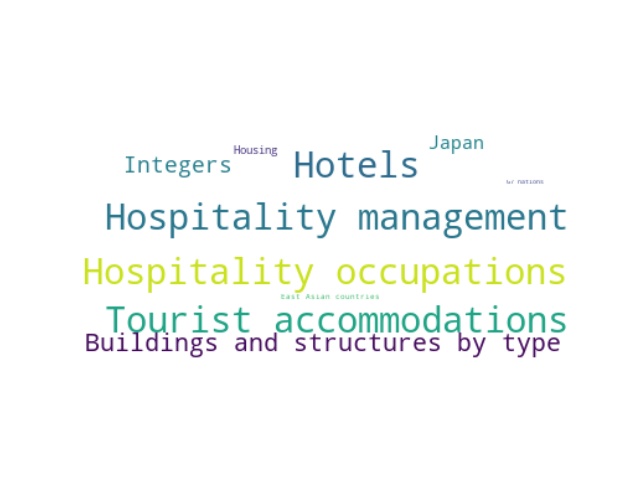 Japan
Housing
Integers
Hotels
nations
Hospitality management
Hospitality occupations
East Asian countries
Tourist accommodations
Buildings and structures by type